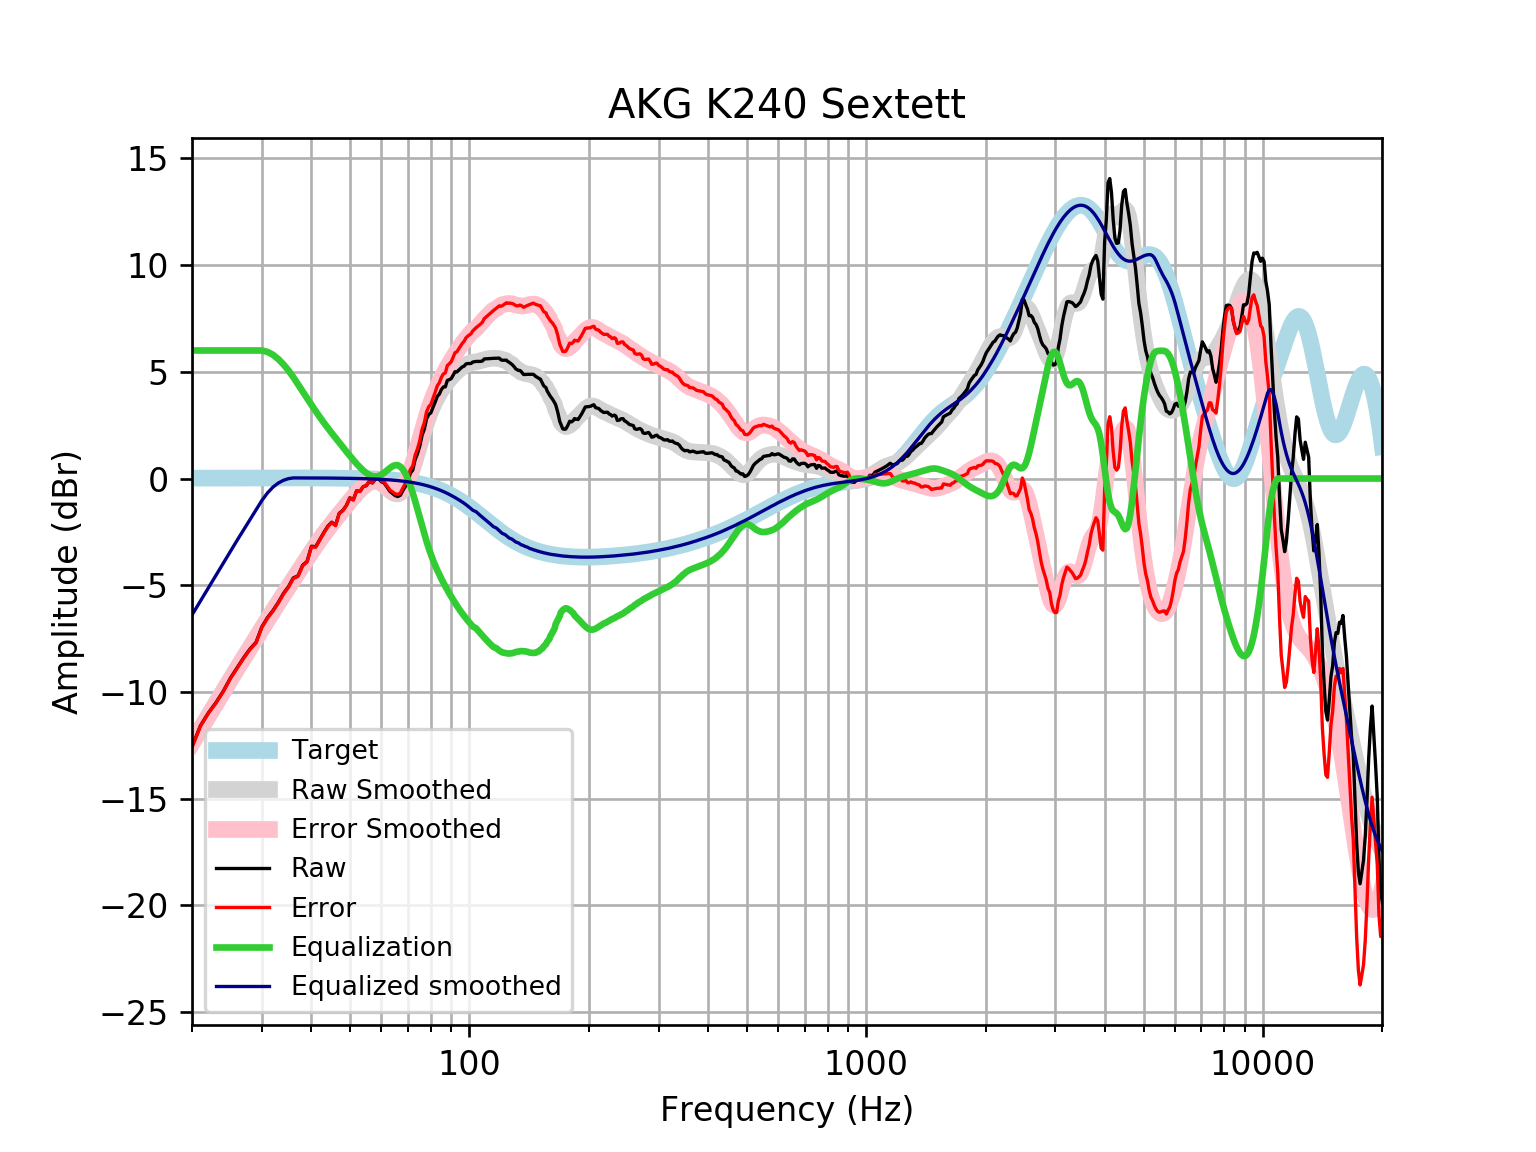 AKG K240 Sextett
15
10
5
0
−5
−10
−15
−20
−25
Amplitude (dBr)
Target
Raw Smoothed
Error Smoothed
Raw
Error
Equalization
Equalized smoothed
100 1000 10000
Frequency (Hz)